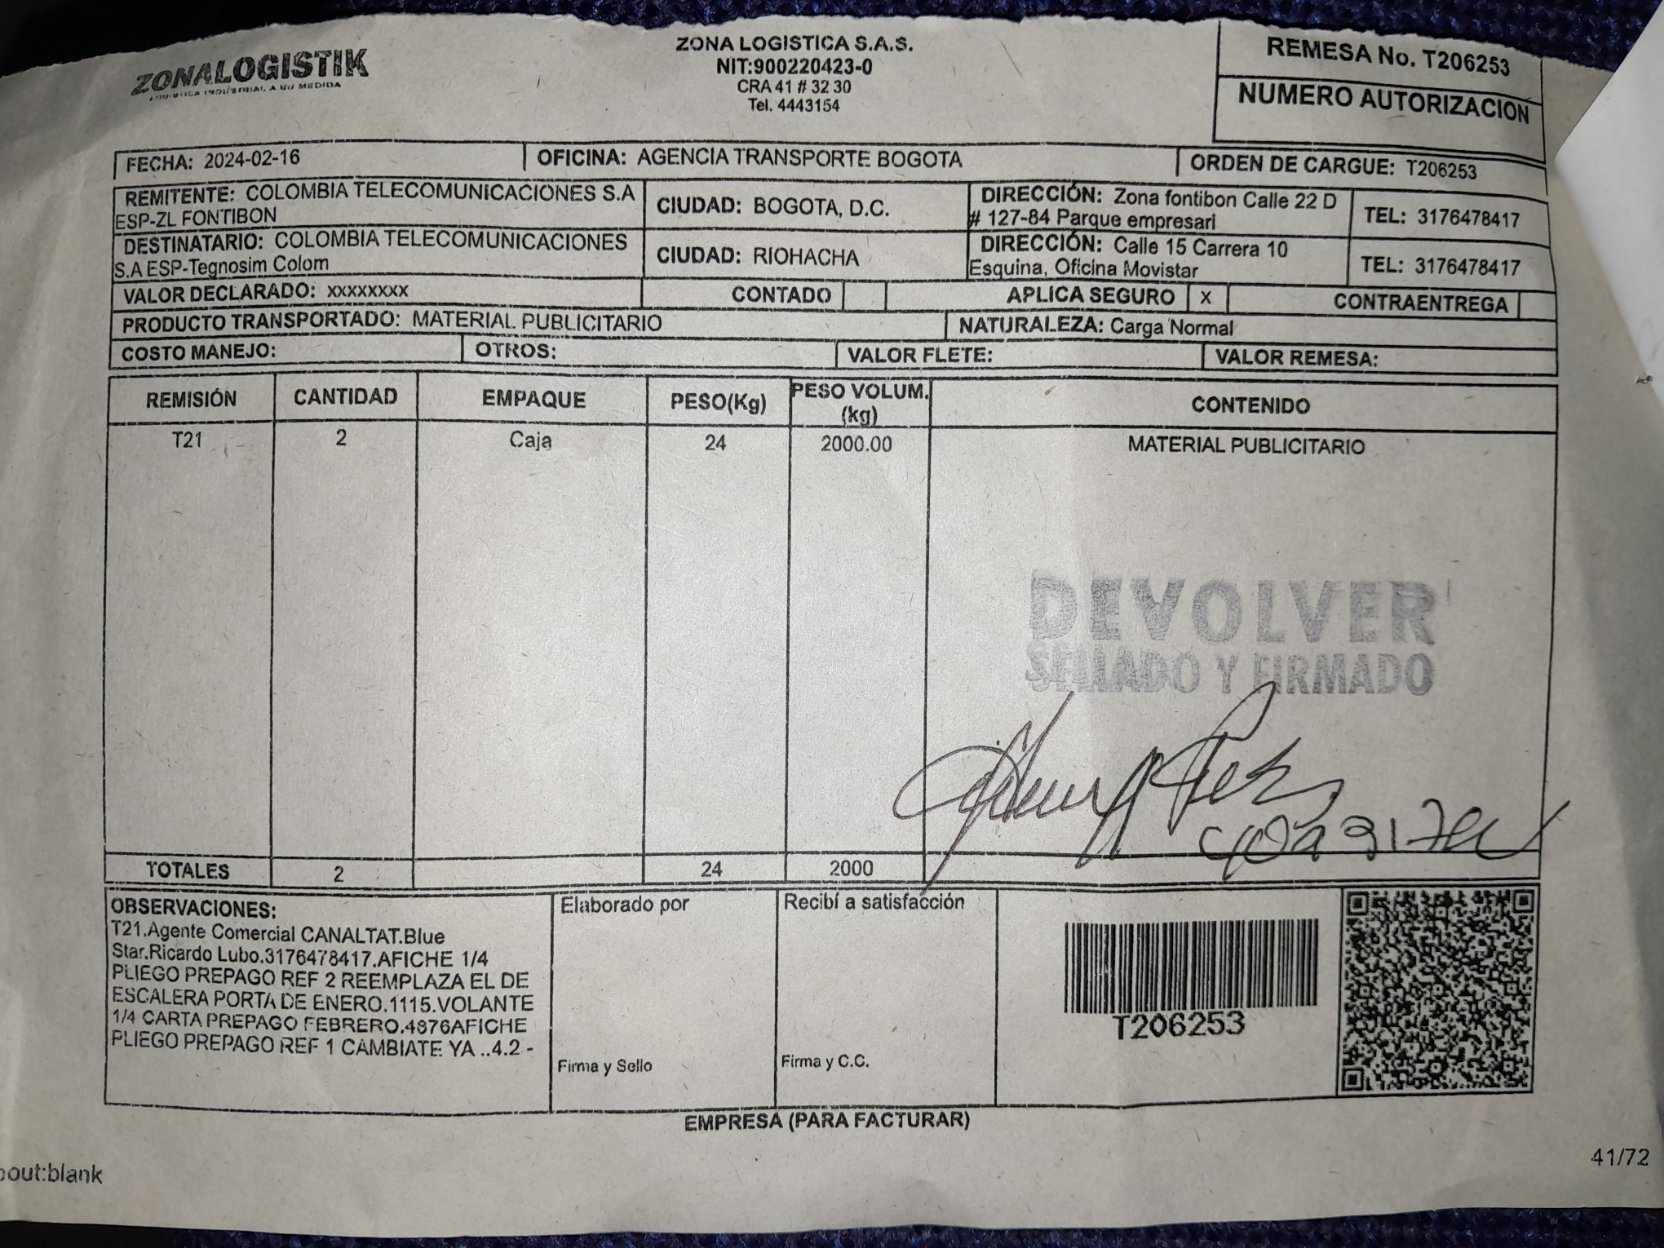 ZONALOGISTIK
LOGISTICA INDUSTRIAL A SU MEDIDA
ZONA LOGISTICA S.A.S.
NIT:900220423-0
CRA 41 # 32 30
Tel. 4443154
REMESA No. T206253
NUMERO AUTORIZACION
FECHA: 2024-02-16
OFICINA: AGENCIA TRANSPORTE BOGOTA
ORDEN DE CARGUE: T206253
REMITENTE: COLOMBIA TELECOMUNICACIONES S.A
ESP-ZL FONTIBON
CIUDAD: BOGOTA, D.C.
DIRECCIÓN: Zona fontibon Calle 22 D
# 127-84 Parque empresari
TEL: 3176478417
DESTINATARIO: COLOMBIA TELECOMUNICACIONES
S.A ESP-Tegnosim Colom
CIUDAD: RIOHACHA
DIRECCIÓN: Calle 15 Carrera 10
Esquina, Oficina Movistar
TEL: 3176478417
VALOR DECLARADO: xxxxxxxx
CONTADO
APLICA SEGURO X
CONTRAENTREGA
PRODUCTO TRANSPORTADO: MATERIAL PUBLICITARIO
NATURALEZA: Carga Normal
COSTO MANEJO:
OTROS:
VALOR FLETE:
VALOR REMESA:
REMISIÓN CANTIDAD EMPAQUE PESO(Kg) PESO VOLUM. (kg) CONTENIDO
T21 2 Caja 24 2000.00 MATERIAL PUBLICITARIO
DEVOLVER
SELLADO Y FIRMADO
TOTALES 2 24 2000
OBSERVACIONES:
T21.Agente Comercial CANALTAT.Blue
Star.Ricardo Lubo.3176478417.AFICHE 1/4
PLIEGO PREPAGO REF 2 REEMPLAZA EL DE
ESCALERA PORTA DE ENERO.1115.VOLANTE
1/4 CARTA PREPAGO FEBRERO.4876AFICHE
PLIEGO PREPAGO REF 1 CAMBIATE YA ..4.2 -
Elaborado por
Firma y Sello
Recibí a satisfacción
Firma y C.C.
T206253
EMPRESA (PARA FACTURAR)
out:blank
41/72